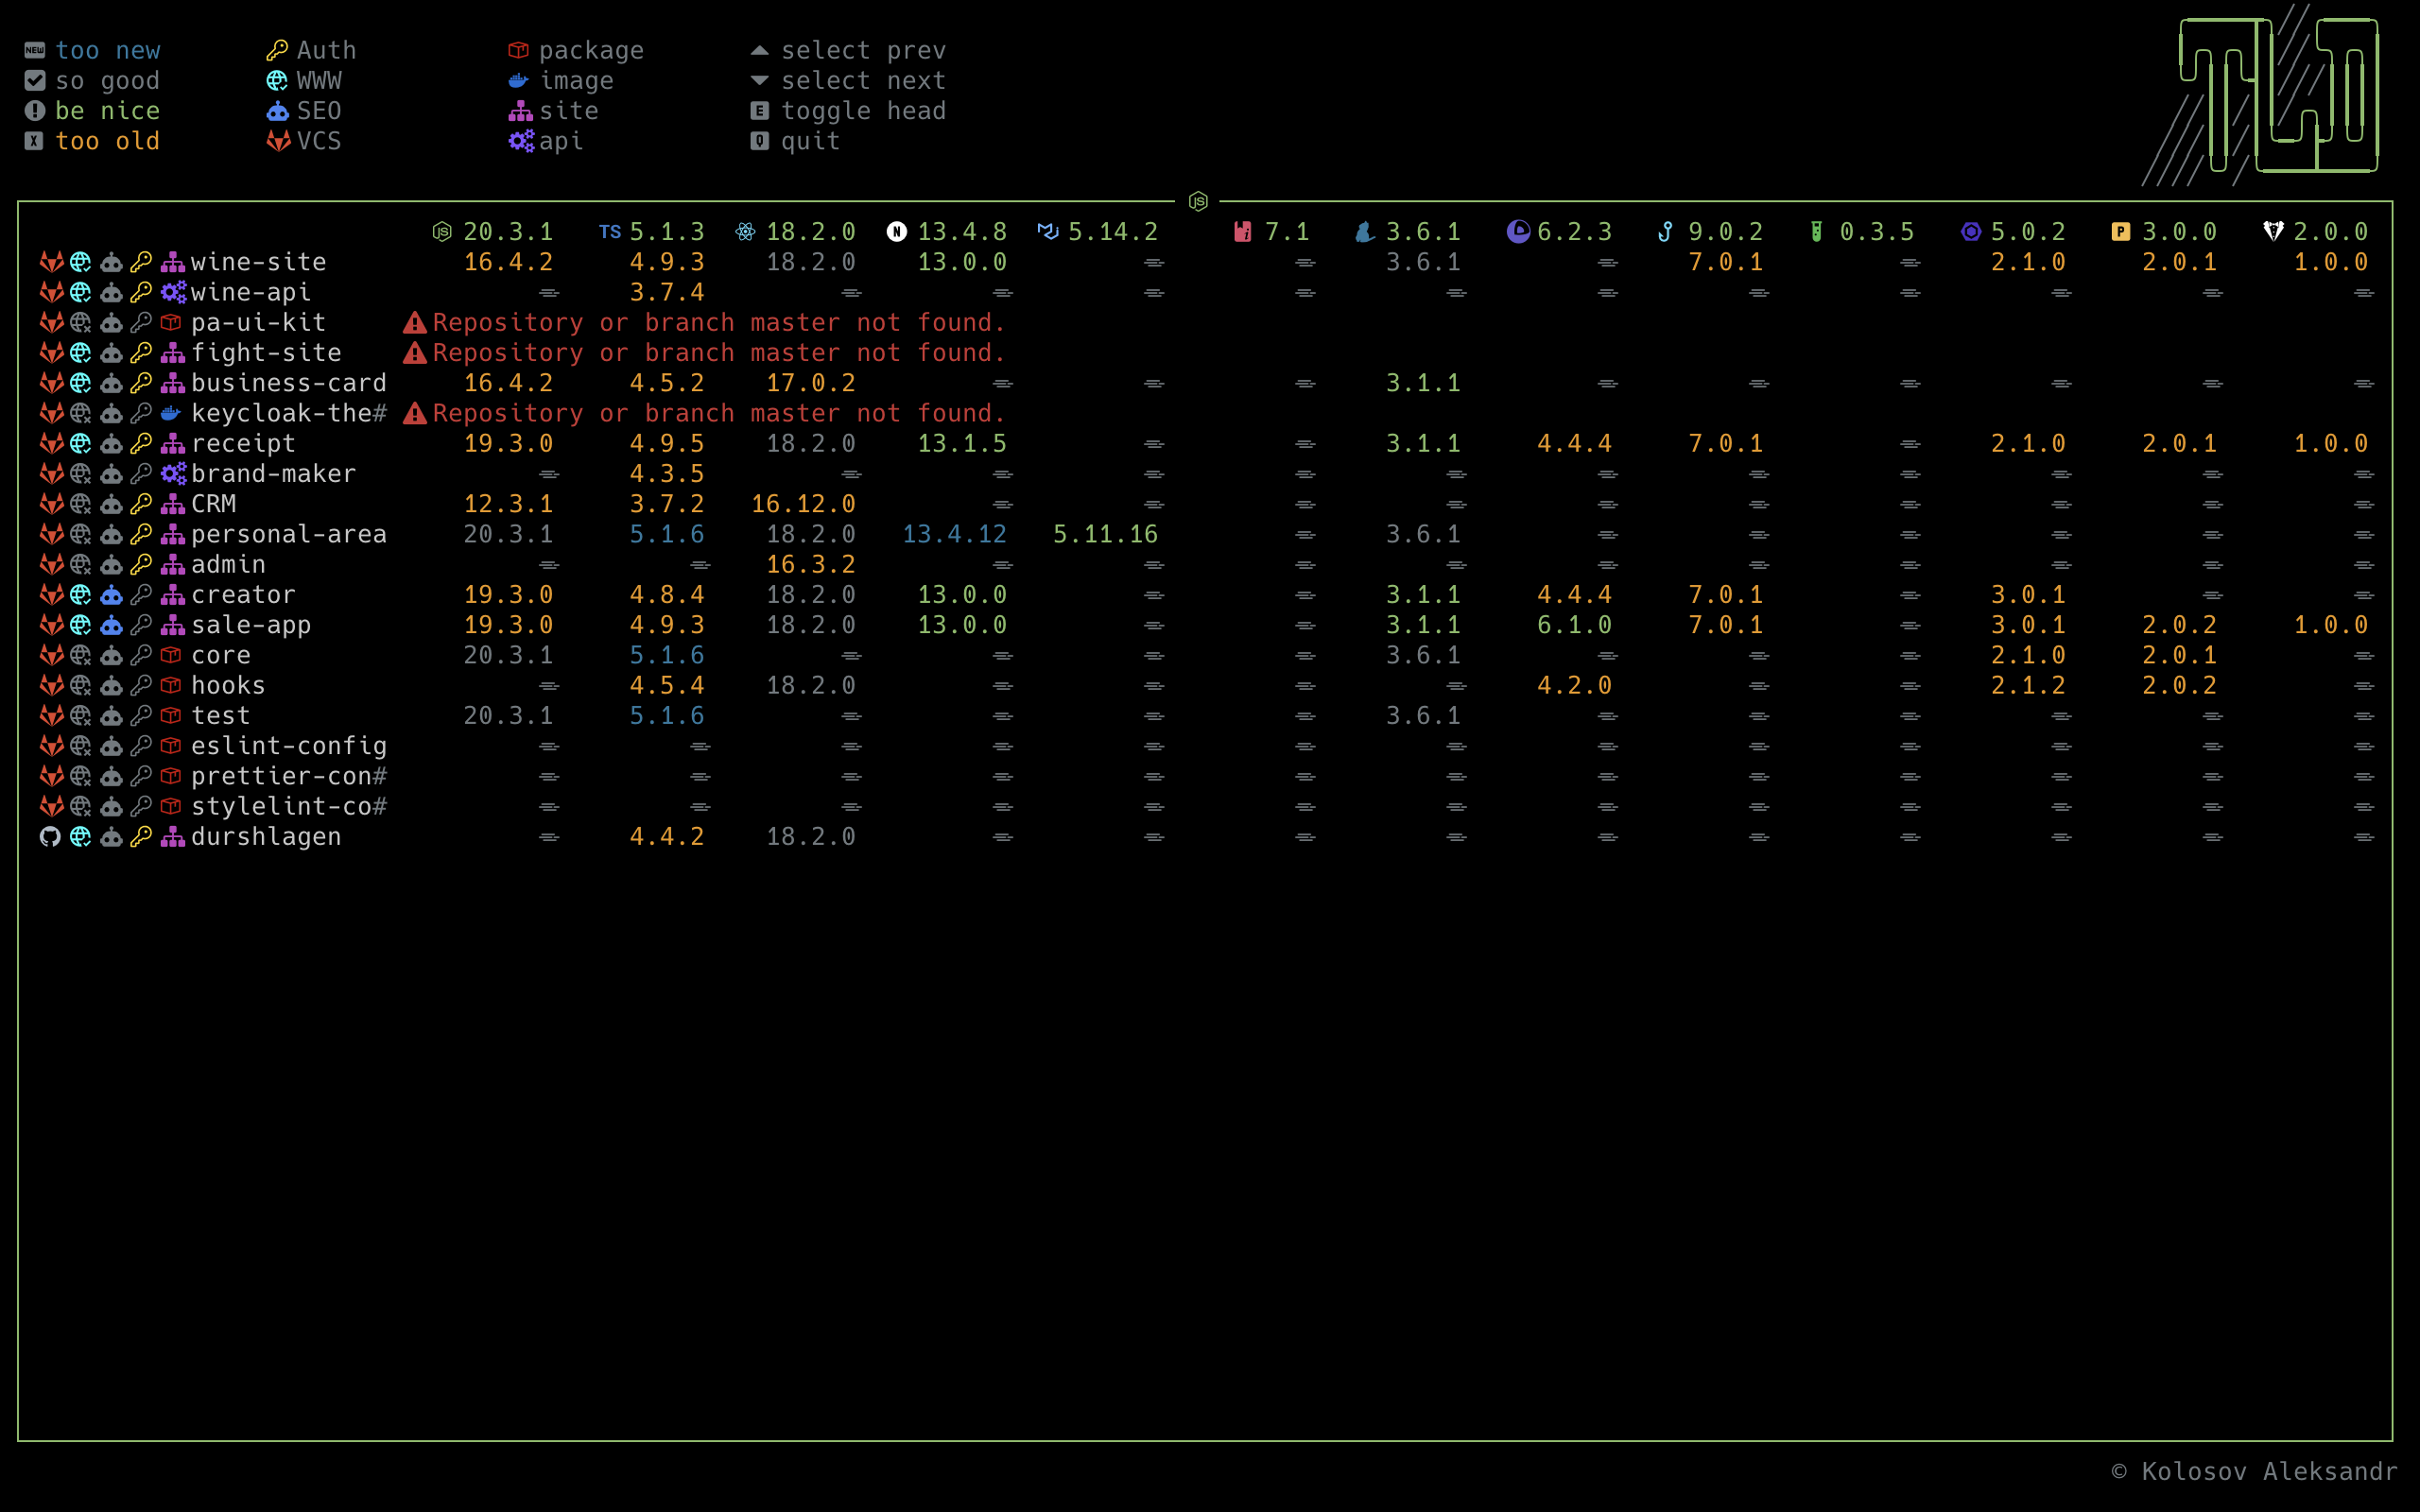 NEW too new Auth package select prev
so good WWW image select next
! be nice SEO site E toggle head
X too old VCS api Q quit
TLD
JS
JS 20.3.1 TS 5.1.3 18.2.0 N 13.4.8 5.14.2 i 7.1 3.6.1 6.2.3 9.0.2 0.3.5 5.0.2 P 3.0.0 2.0.0
wine-site 16.4.2 4.9.3 18.2.0 13.0.0 3.6.1 7.0.1 2.1.0 2.0.1 1.0.0
wine-api 3.7.4
pa-ui-kit Repository or branch master not found.
fight-site Repository or branch master not found.
business-card 16.4.2 4.5.2 17.0.2 3.1.1
keycloak-the# Repository or branch master not found.
receipt 19.3.0 4.9.5 18.2.0 13.1.5 3.1.1 4.4.4 7.0.1 2.1.0 2.0.1 1.0.0
brand-maker 4.3.5
CRM 12.3.1 3.7.2 16.12.0
personal-area 20.3.1 5.1.6 18.2.0 13.4.12 5.11.16 3.6.1
admin 16.3.2
creator 19.3.0 4.8.4 18.2.0 13.0.0 3.1.1 4.4.4 7.0.1 3.0.1
sale-app 19.3.0 4.9.3 18.2.0 13.0.0 3.1.1 6.1.0 7.0.1 3.0.1 2.0.2 1.0.0
core 20.3.1 5.1.6 3.6.1 2.1.0 2.0.1
hooks 4.5.4 18.2.0 4.2.0 2.1.2 2.0.2
test 20.3.1 5.1.6 3.6.1
eslint-config
prettier-con#
stylelint-co#
durshlagen 4.4.2 18.2.0
© Kolosov Aleksandr